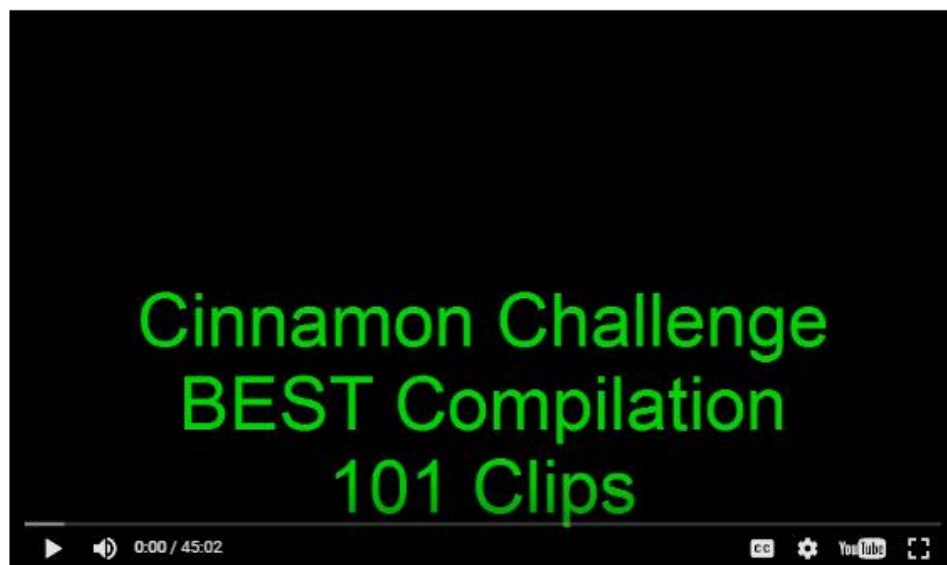 Cinnamon Challenge
BEST Compilation
101 Clips
0:00 / 45:02
CC
YouTube